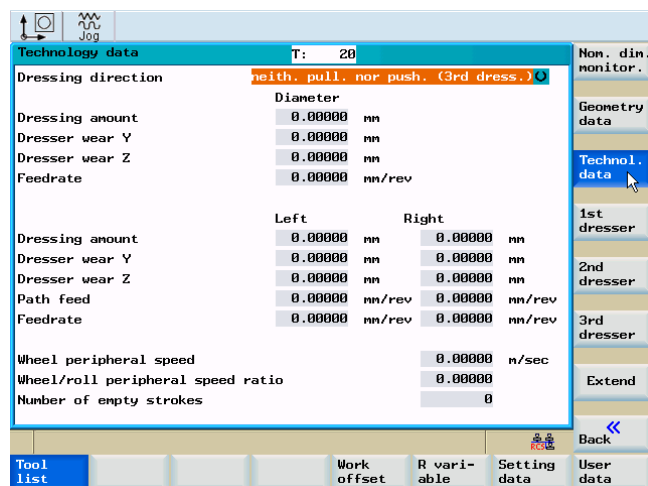 Jog
Technology data T: 20
Dressing direction neith. pull. nor push. (3rd dress.)
Diameter
Dressing amount 0.00000 mm
Dresser wear Y 0.00000 mm
Dresser wear Z 0.00000 mm
Feedrate 0.00000 mm/rev
Left Right
Dressing amount 0.00000 mm 0.00000 mm
Dresser wear Y 0.00000 mm 0.00000 mm
Dresser wear Z 0.00000 mm 0.00000 mm
Path feed 0.00000 mm/rev 0.00000 mm/rev
Feedrate 0.00000 mm/rev 0.00000 mm/rev
Wheel peripheral speed 0.00000 m/sec
Wheel/roll peripheral speed ratio 0.00000
Number of empty strokes 0
Nom. dim.
monitor.
Geometry
data
Technol.
data
1st
dresser
2nd
dresser
3rd
dresser
Extend
Back
RCS
Tool
list
Work
offset
R vari-
able
Setting
data
User
data